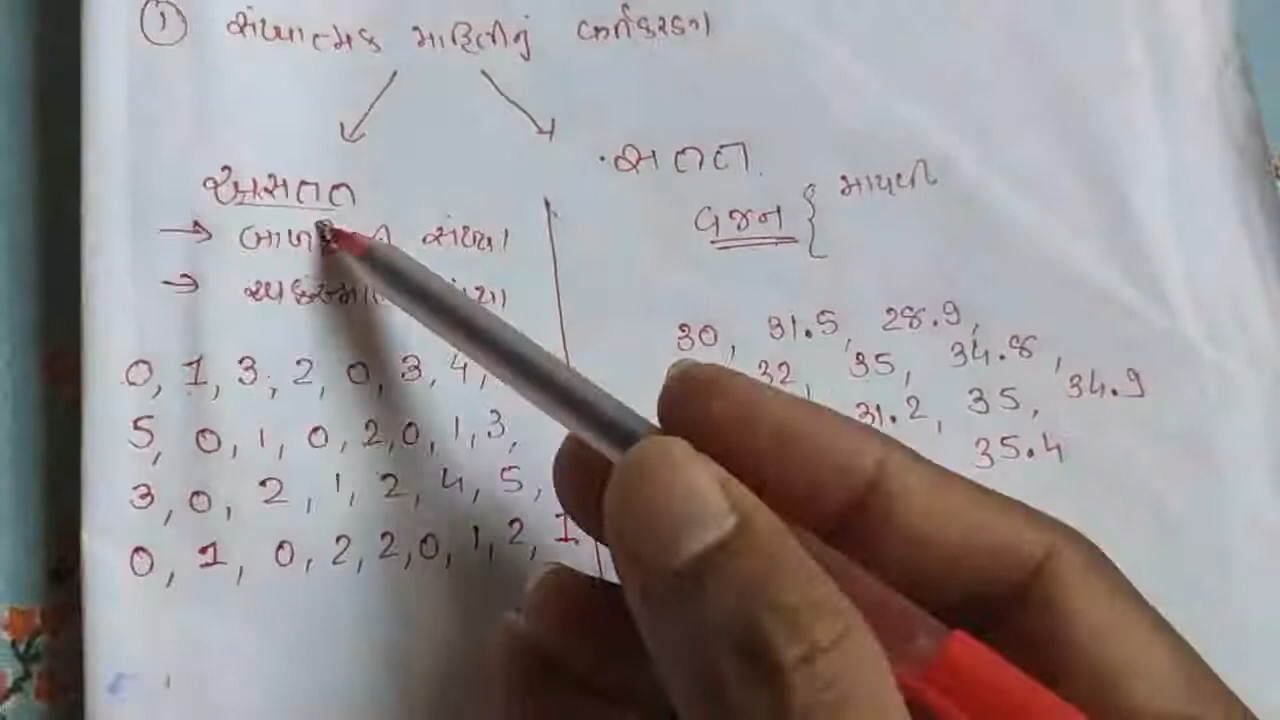 ① સંખ્યાત્મક માહિતીનું વર્ગીકરણ
અસતત
→ સંખ્યા
→
0, 1, 3, 2, 0, 3, 4,
5, 0, 1, 0, 2, 0, 1, 3,
3, 0, 2, 1, 2, 4, 5,
0, 1, 0, 2, 2, 0, 1, 2, 1
સતત
વજન { માપવી
30, 31.5, 28.9,
32, 35, 34.8, 34.9
31.2, 35,
35.4